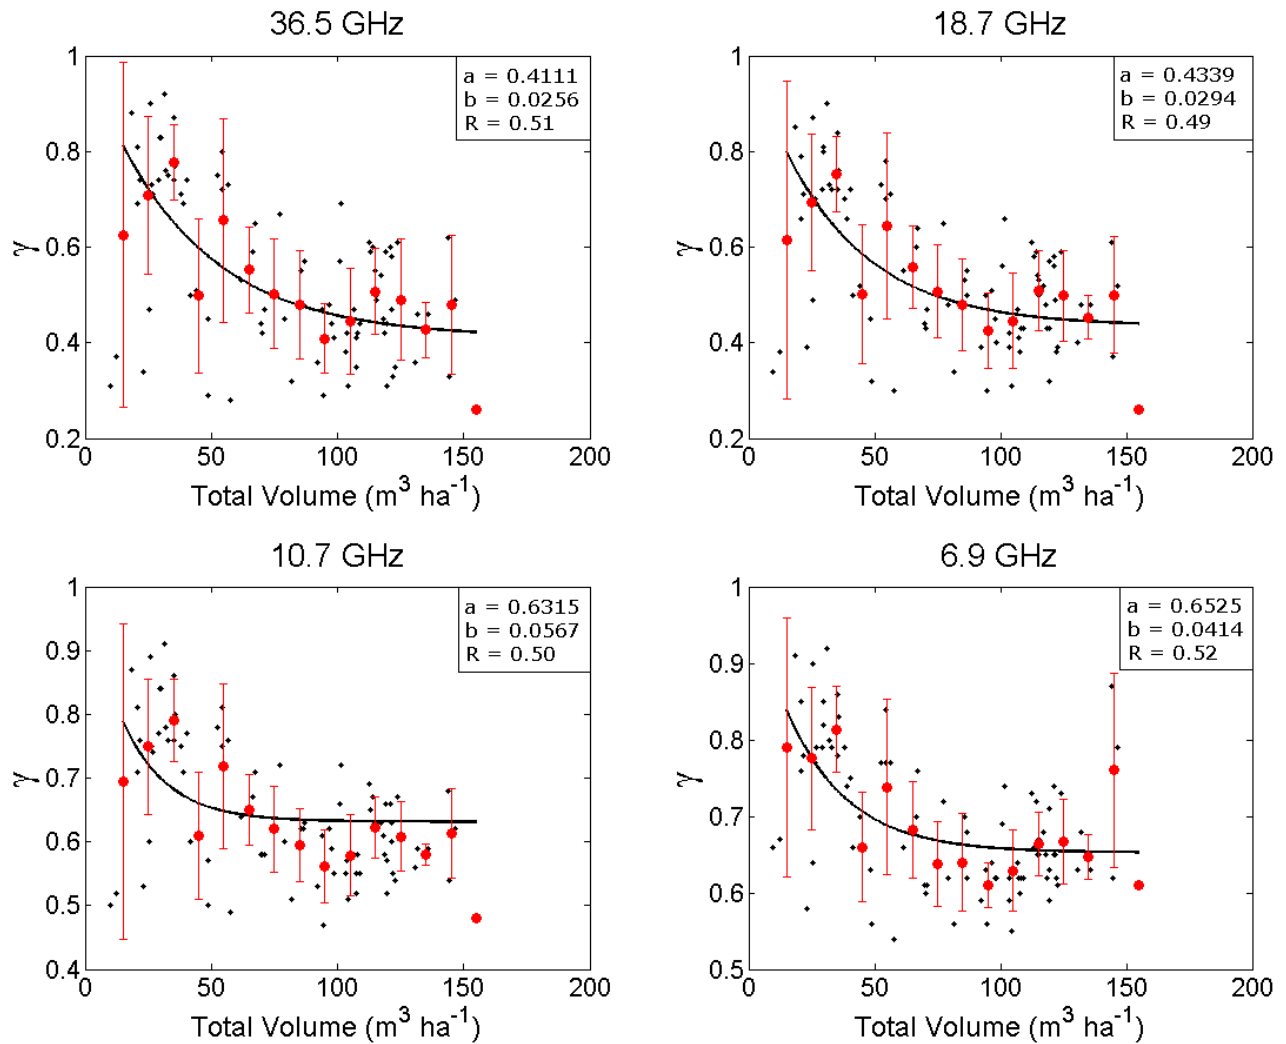 36.5 GHz
18.7 GHz
1
0.8
0.6
0.4
0.2
γ
a = 0.4111
b = 0.0256
R = 0.51
0
50
100
150
200
Total Volume (m³ ha⁻¹)
1
0.8
0.6
0.4
0.2
γ
a = 0.4339
b = 0.0294
R = 0.49
0
50
100
150
200
Total Volume (m³ ha⁻¹)
10.7 GHz
6.9 GHz
1
0.9
0.8
0.7
0.6
0.5
0.4
γ
a = 0.6315
b = 0.0567
R = 0.50
0
50
100
150
200
Total Volume (m³ ha⁻¹)
1
0.9
0.8
0.7
0.6
0.5
γ
a = 0.6525
b = 0.0414
R = 0.52
0
50
100
150
200
Total Volume (m³ ha⁻¹)